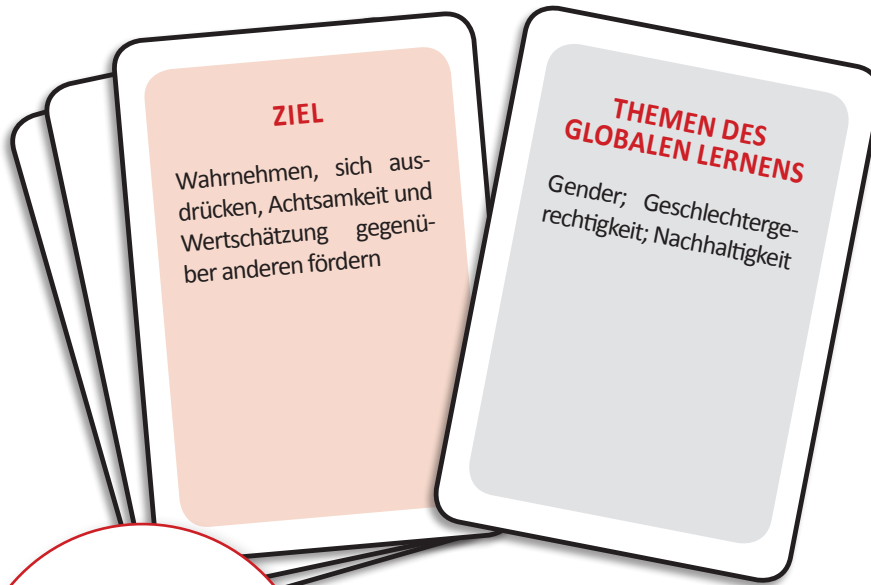 ZIEL
Wahrnehmen, sich aus-
drücken, Achtsamkeit und
Wertschätzung gegenü-
ber anderen fördern
THEMEN DES
GLOBALEN LERNENS
Gender; Geschlechterge-
rechtigkeit; Nachhaltigkeit